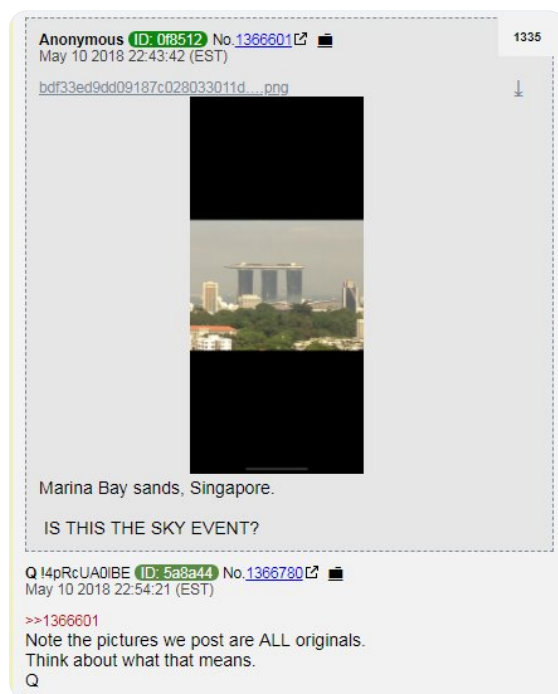 Anonymous (ID: 0f8512) No.1366601
1335
May 10 2018 22:43:42 (EST)
bdf33ed9dd09187c028033011d....png
Marina Bay sands, Singapore.
IS THIS THE SKY EVENT?
Q !4pRcUA0lBE (ID: 5a8a44) No.1366780
May 10 2018 22:54:21 (EST)
>>1366601
Note the pictures we post are ALL originals.
Think about what that means.
Q